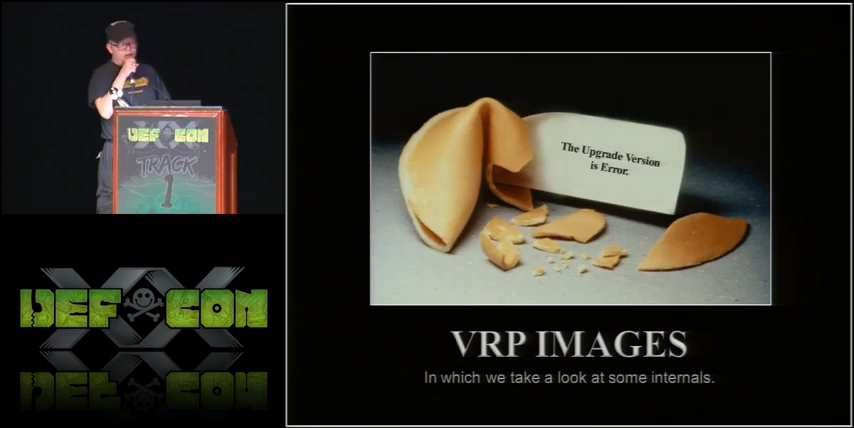 DEF CON
TRACK
1
XX
DEF CON
The Upgrade Version
is Error.
VRP IMAGES
In which we take a look at some internals.